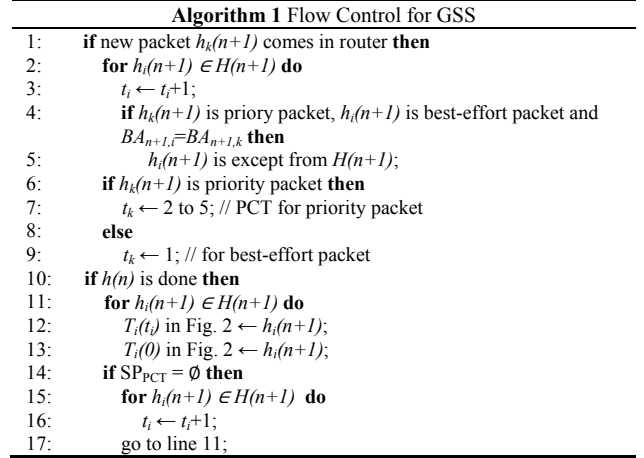 Algorithm 1 Flow Control for GSS
1: if new packet hₖ(n+1) comes in router then
2: for hᵢ(n+1) ∈ H(n+1) do
3: tᵢ ← tᵢ+1;
4: if hₖ(n+1) is priory packet, hᵢ(n+1) is best-effort packet and
BAₙ₊₁,ᵢ=BAₙ₊₁,ₖ then
5: hᵢ(n+1) is except from H(n+1);
6: if hₖ(n+1) is priority packet then
7: tₖ ← 2 to 5; // PCT for priority packet
8: else
9: tₖ ← 1; // for best-effort packet
10: if h(n) is done then
11: for hᵢ(n+1) ∈ H(n+1) do
12: Tᵢ(tᵢ) in Fig. 2 ← hᵢ(n+1);
13: Tᵢ(0) in Fig. 2 ← hᵢ(n+1);
14: if SP_PCT = ∅ then
15: for hᵢ(n+1) ∈ H(n+1) do
16: tᵢ ← tᵢ+1;
17: go to line 11;